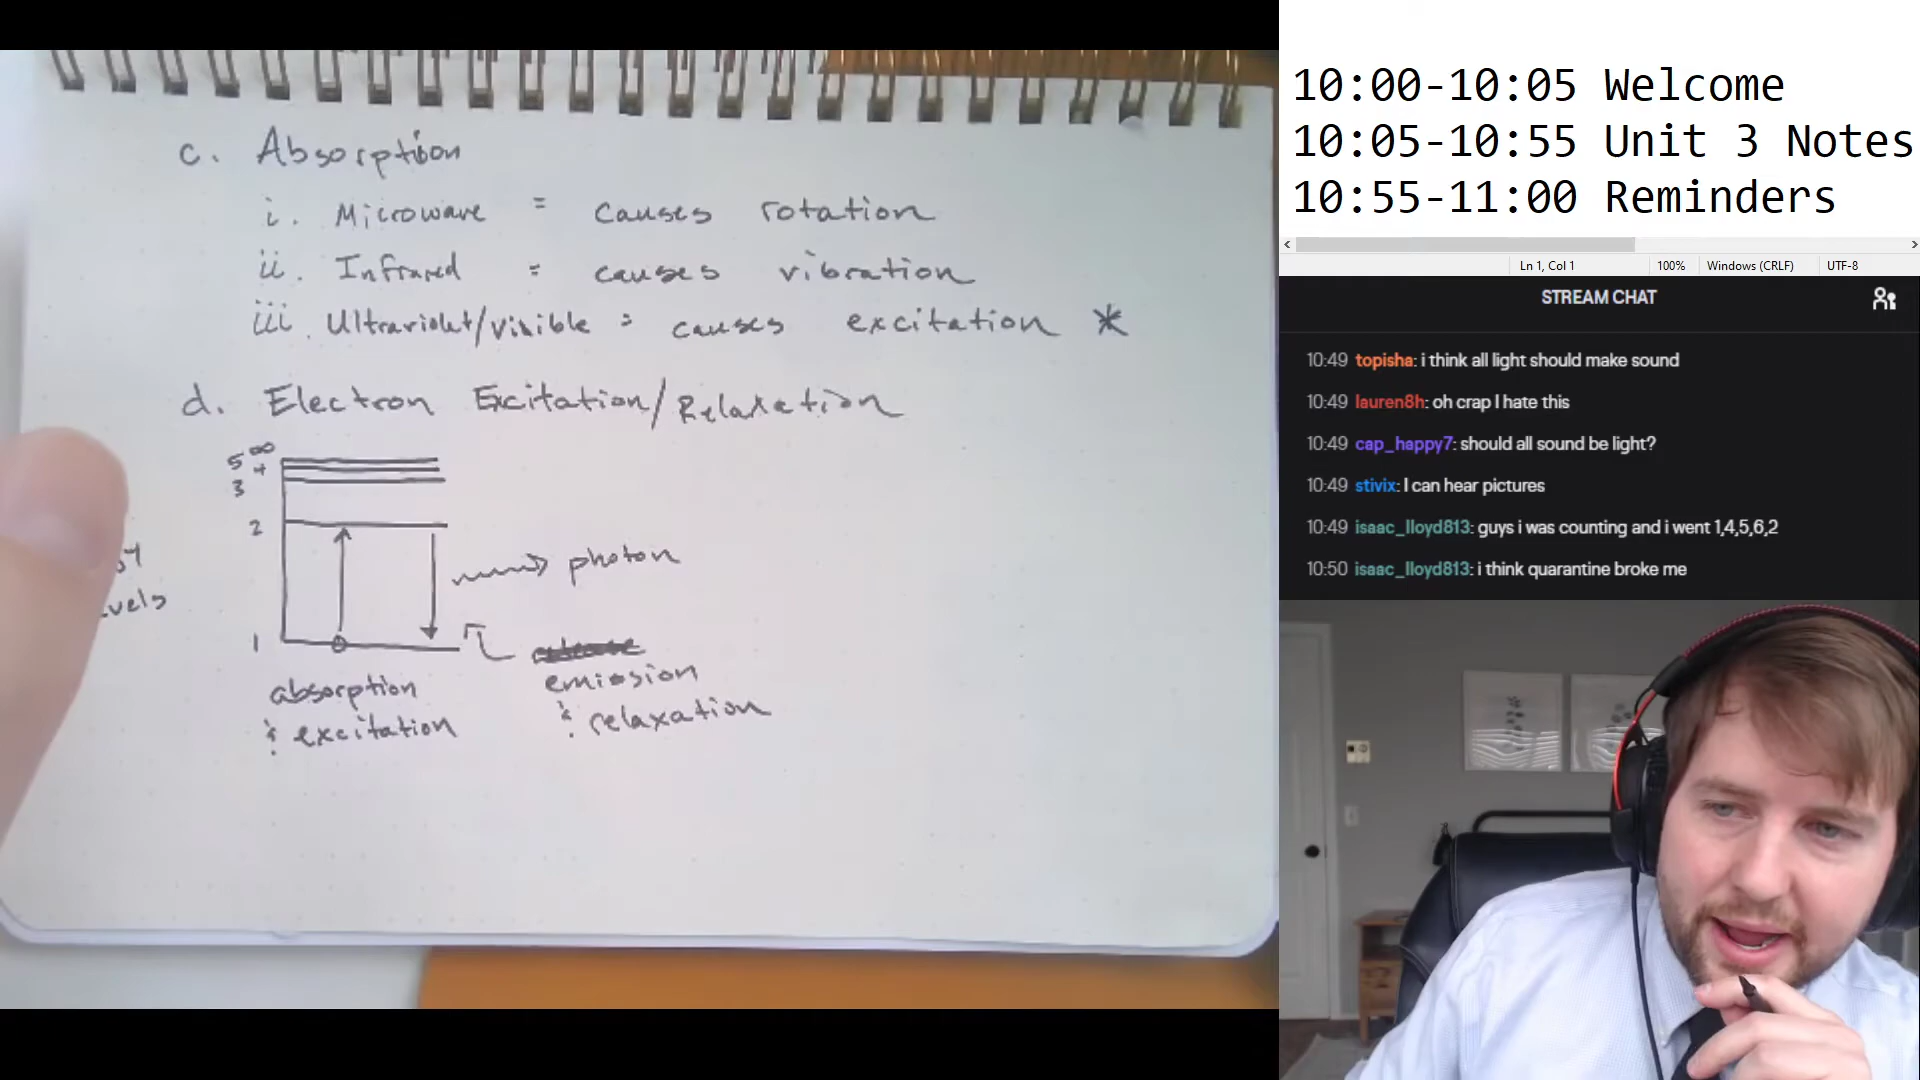 c. Absorption
i. Microwave = causes rotation
ii. Infrared = causes vibration
iii. Ultraviolet/visible = causes excitation *
d. Electron Excitation/Relaxation
∞
5
4
3
2
1
photon
emission
& relaxation
absorption
& excitation
10:00-10:05 Welcome
10:05-10:55 Unit 3 Notes
10:55-11:00 Reminders
Ln 1, Col 1 100% Windows (CRLF) UTF-8
STREAM CHAT
10:49 topisha: i think all light should make sound
10:49 lauren8h: oh crap I hate this
10:49 cap_happy7: should all sound be light?
10:49 stivix: I can hear pictures
10:49 isaac_lloyd813: guys i was counting and i went 1,4,5,6,2
10:50 isaac_lloyd813: i think quarantine broke me